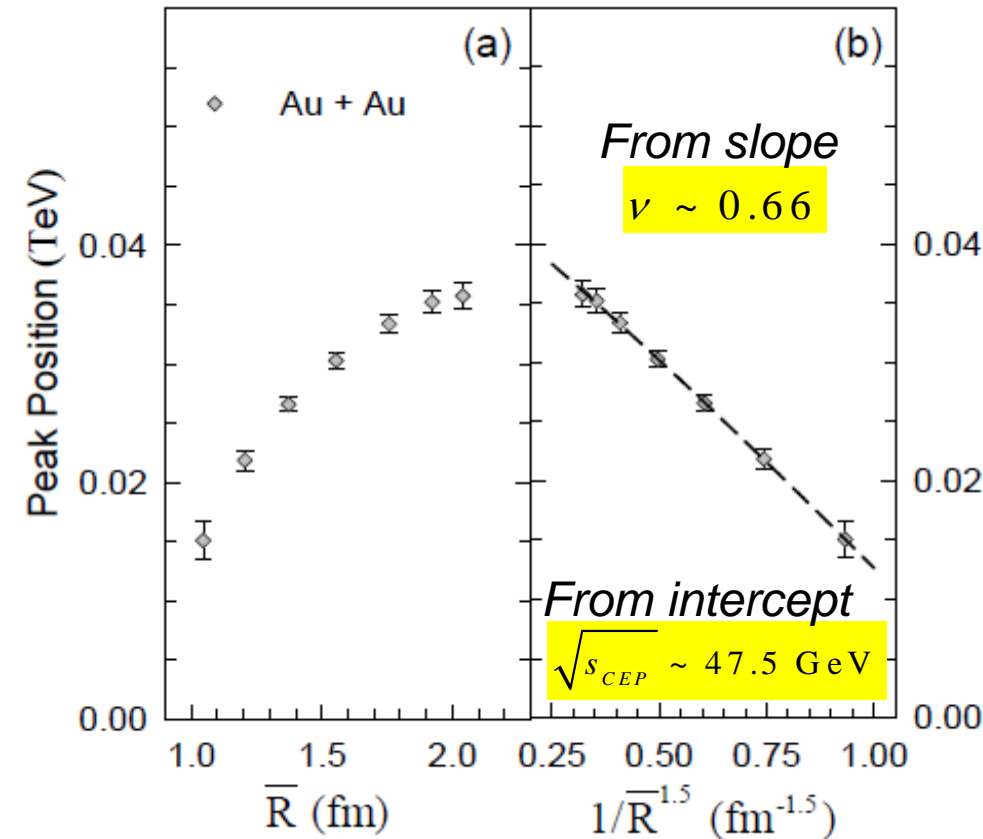 (a)
Au + Au
Peak Position (TeV)
0.04
0.02
0.00
1.0 1.5 2.0
R̅ (fm)
(b)
From slope
ν ~ 0.66
From intercept
√s_CEP ~ 47.5 GeV
0.04
0.02
0.00
0.25 0.50 0.75 1.00
1/R̅^1.5 (fm^-1.5)